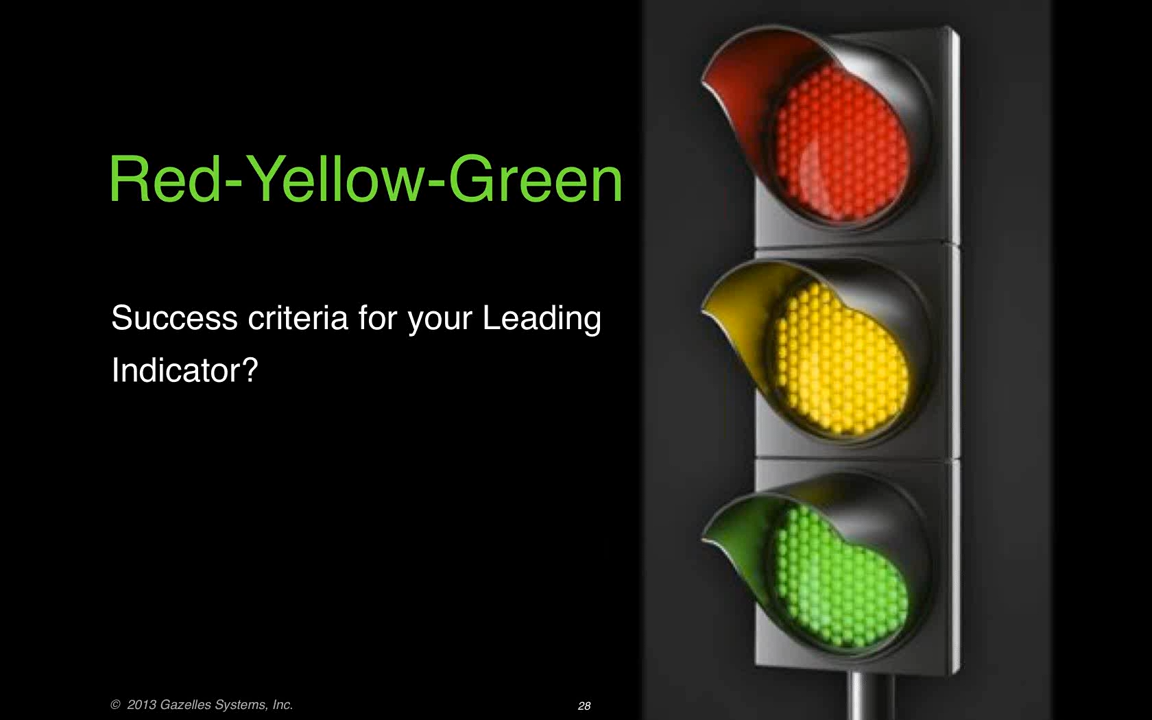 Red-Yellow-Green
Success criteria for your Leading
Indicator?
© 2013 Gazelles Systems, Inc.
28